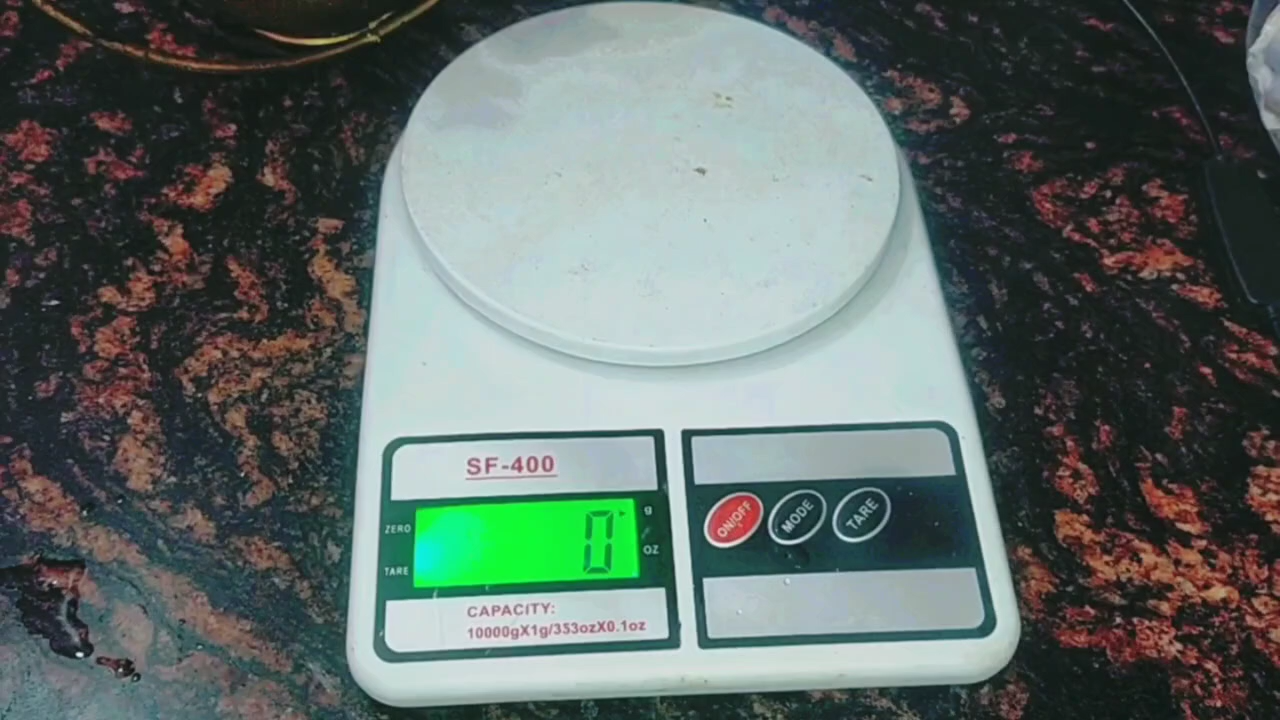 SF-400
ZERO
TARE
0
g
OZ
CAPACITY:
10000gX1g/353ozX0.1oz
ON/OFF
MODE
TARE